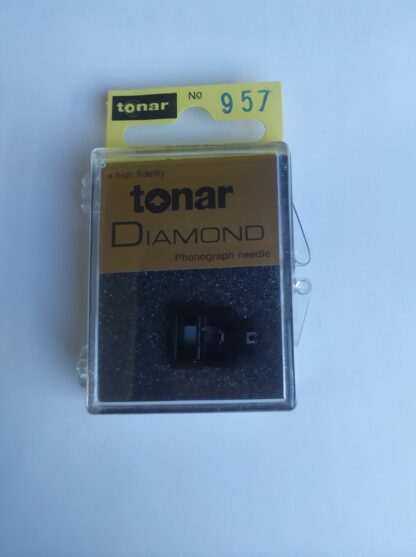 tonar
No 957
a high fidelity
tonar
DIAMOND
Phonograph needle